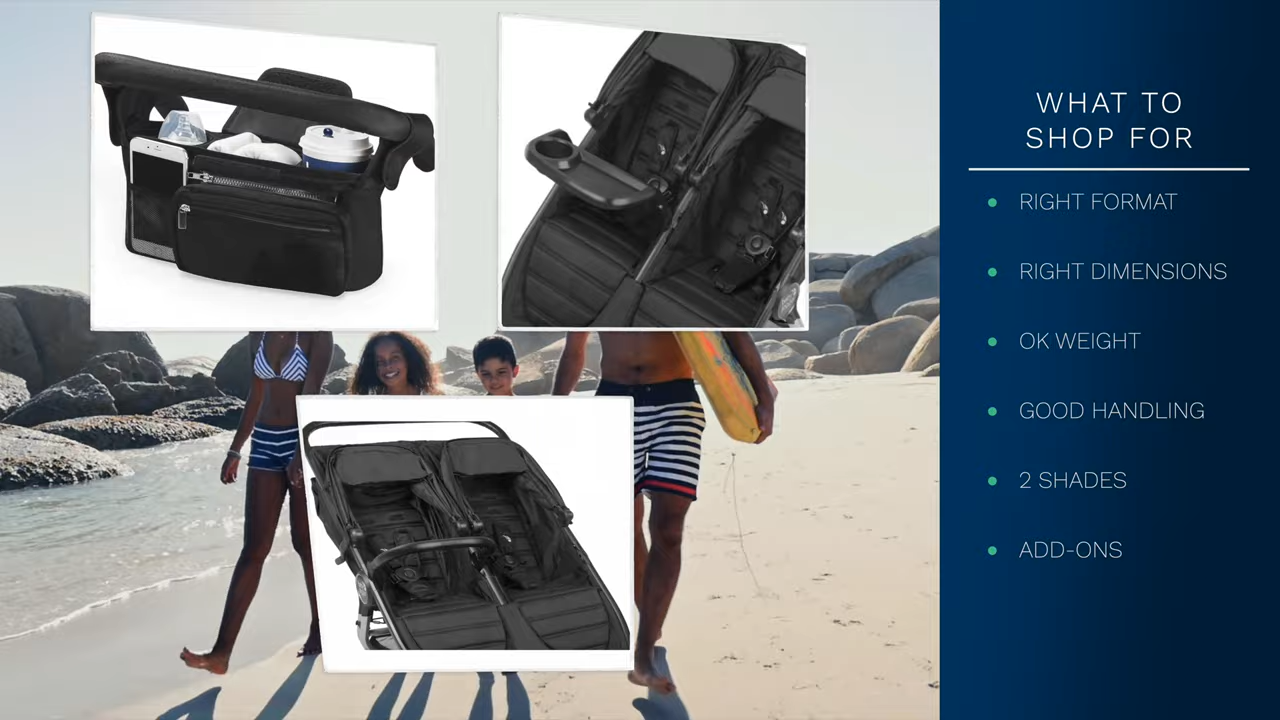 WHAT TO
SHOP FOR
RIGHT FORMAT
RIGHT DIMENSIONS
OK WEIGHT
GOOD HANDLING
2 SHADES
ADD-ONS